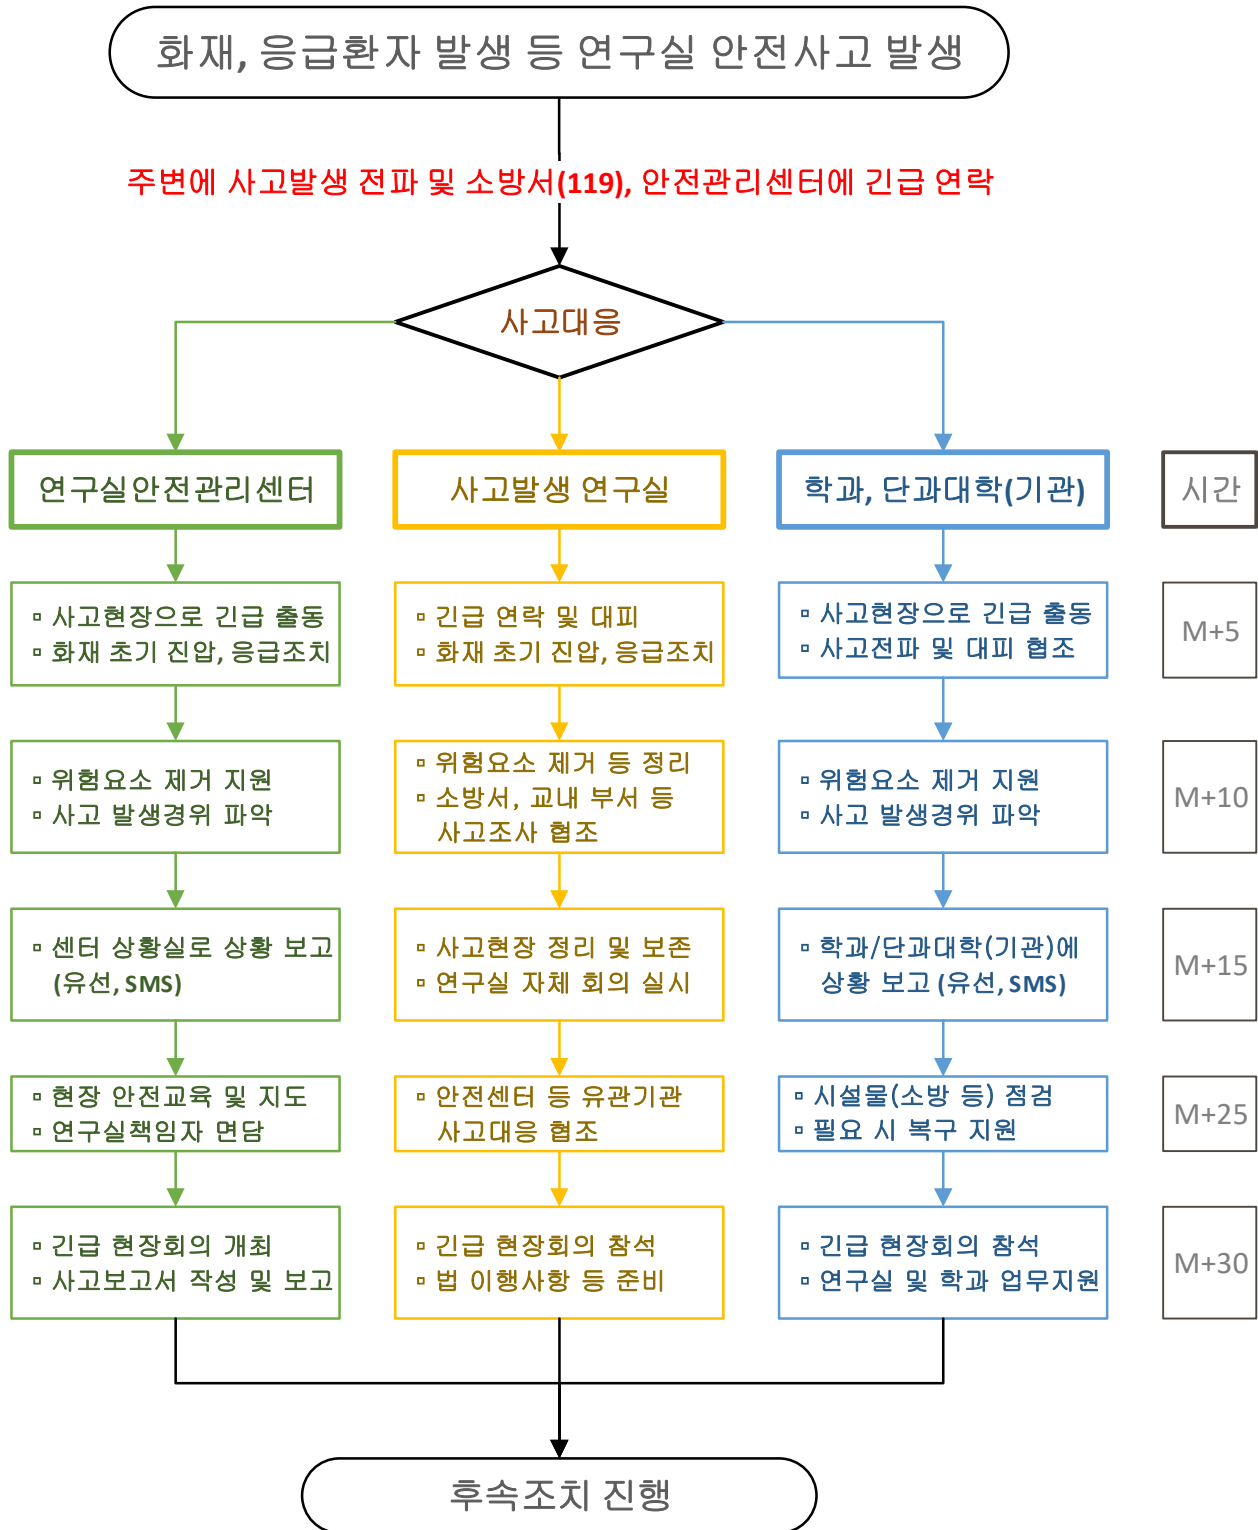 화재, 응급환자 발생 등 연구실 안전사고 발생
주변에 사고발생 전파 및 소방서(119), 안전관리센터에 긴급 연락
사고대응
연구실안전관리센터
사고발생 연구실
학과, 단과대학(기관)
시간
▫ 사고현장으로 긴급 출동
▫ 화재 초기 진압, 응급조치
▫ 긴급 연락 및 대피
▫ 화재 초기 진압, 응급조치
▫ 사고현장으로 긴급 출동
▫ 사고전파 및 대피 협조
M+5
▫ 위험요소 제거 지원
▫ 사고 발생경위 파악
▫ 위험요소 제거 등 정리
▫ 소방서, 교내 부서 등
사고조사 협조
▫ 위험요소 제거 지원
▫ 사고 발생경위 파악
M+10
▫ 센터 상황실로 상황 보고
(유선, SMS)
▫ 사고현장 정리 및 보존
▫ 연구실 자체 회의 실시
▫ 학과/단과대학(기관)에
상황 보고 (유선, SMS)
M+15
▫ 현장 안전교육 및 지도
▫ 연구실책임자 면담
▫ 안전센터 등 유관기관
사고대응 협조
▫ 시설물(소방 등) 점검
▫ 필요 시 복구 지원
M+25
▫ 긴급 현장회의 개최
▫ 사고보고서 작성 및 보고
▫ 긴급 현장회의 참석
▫ 법 이행사항 등 준비
▫ 긴급 현장회의 참석
▫ 연구실 및 학과 업무지원
M+30
후속조치 진행